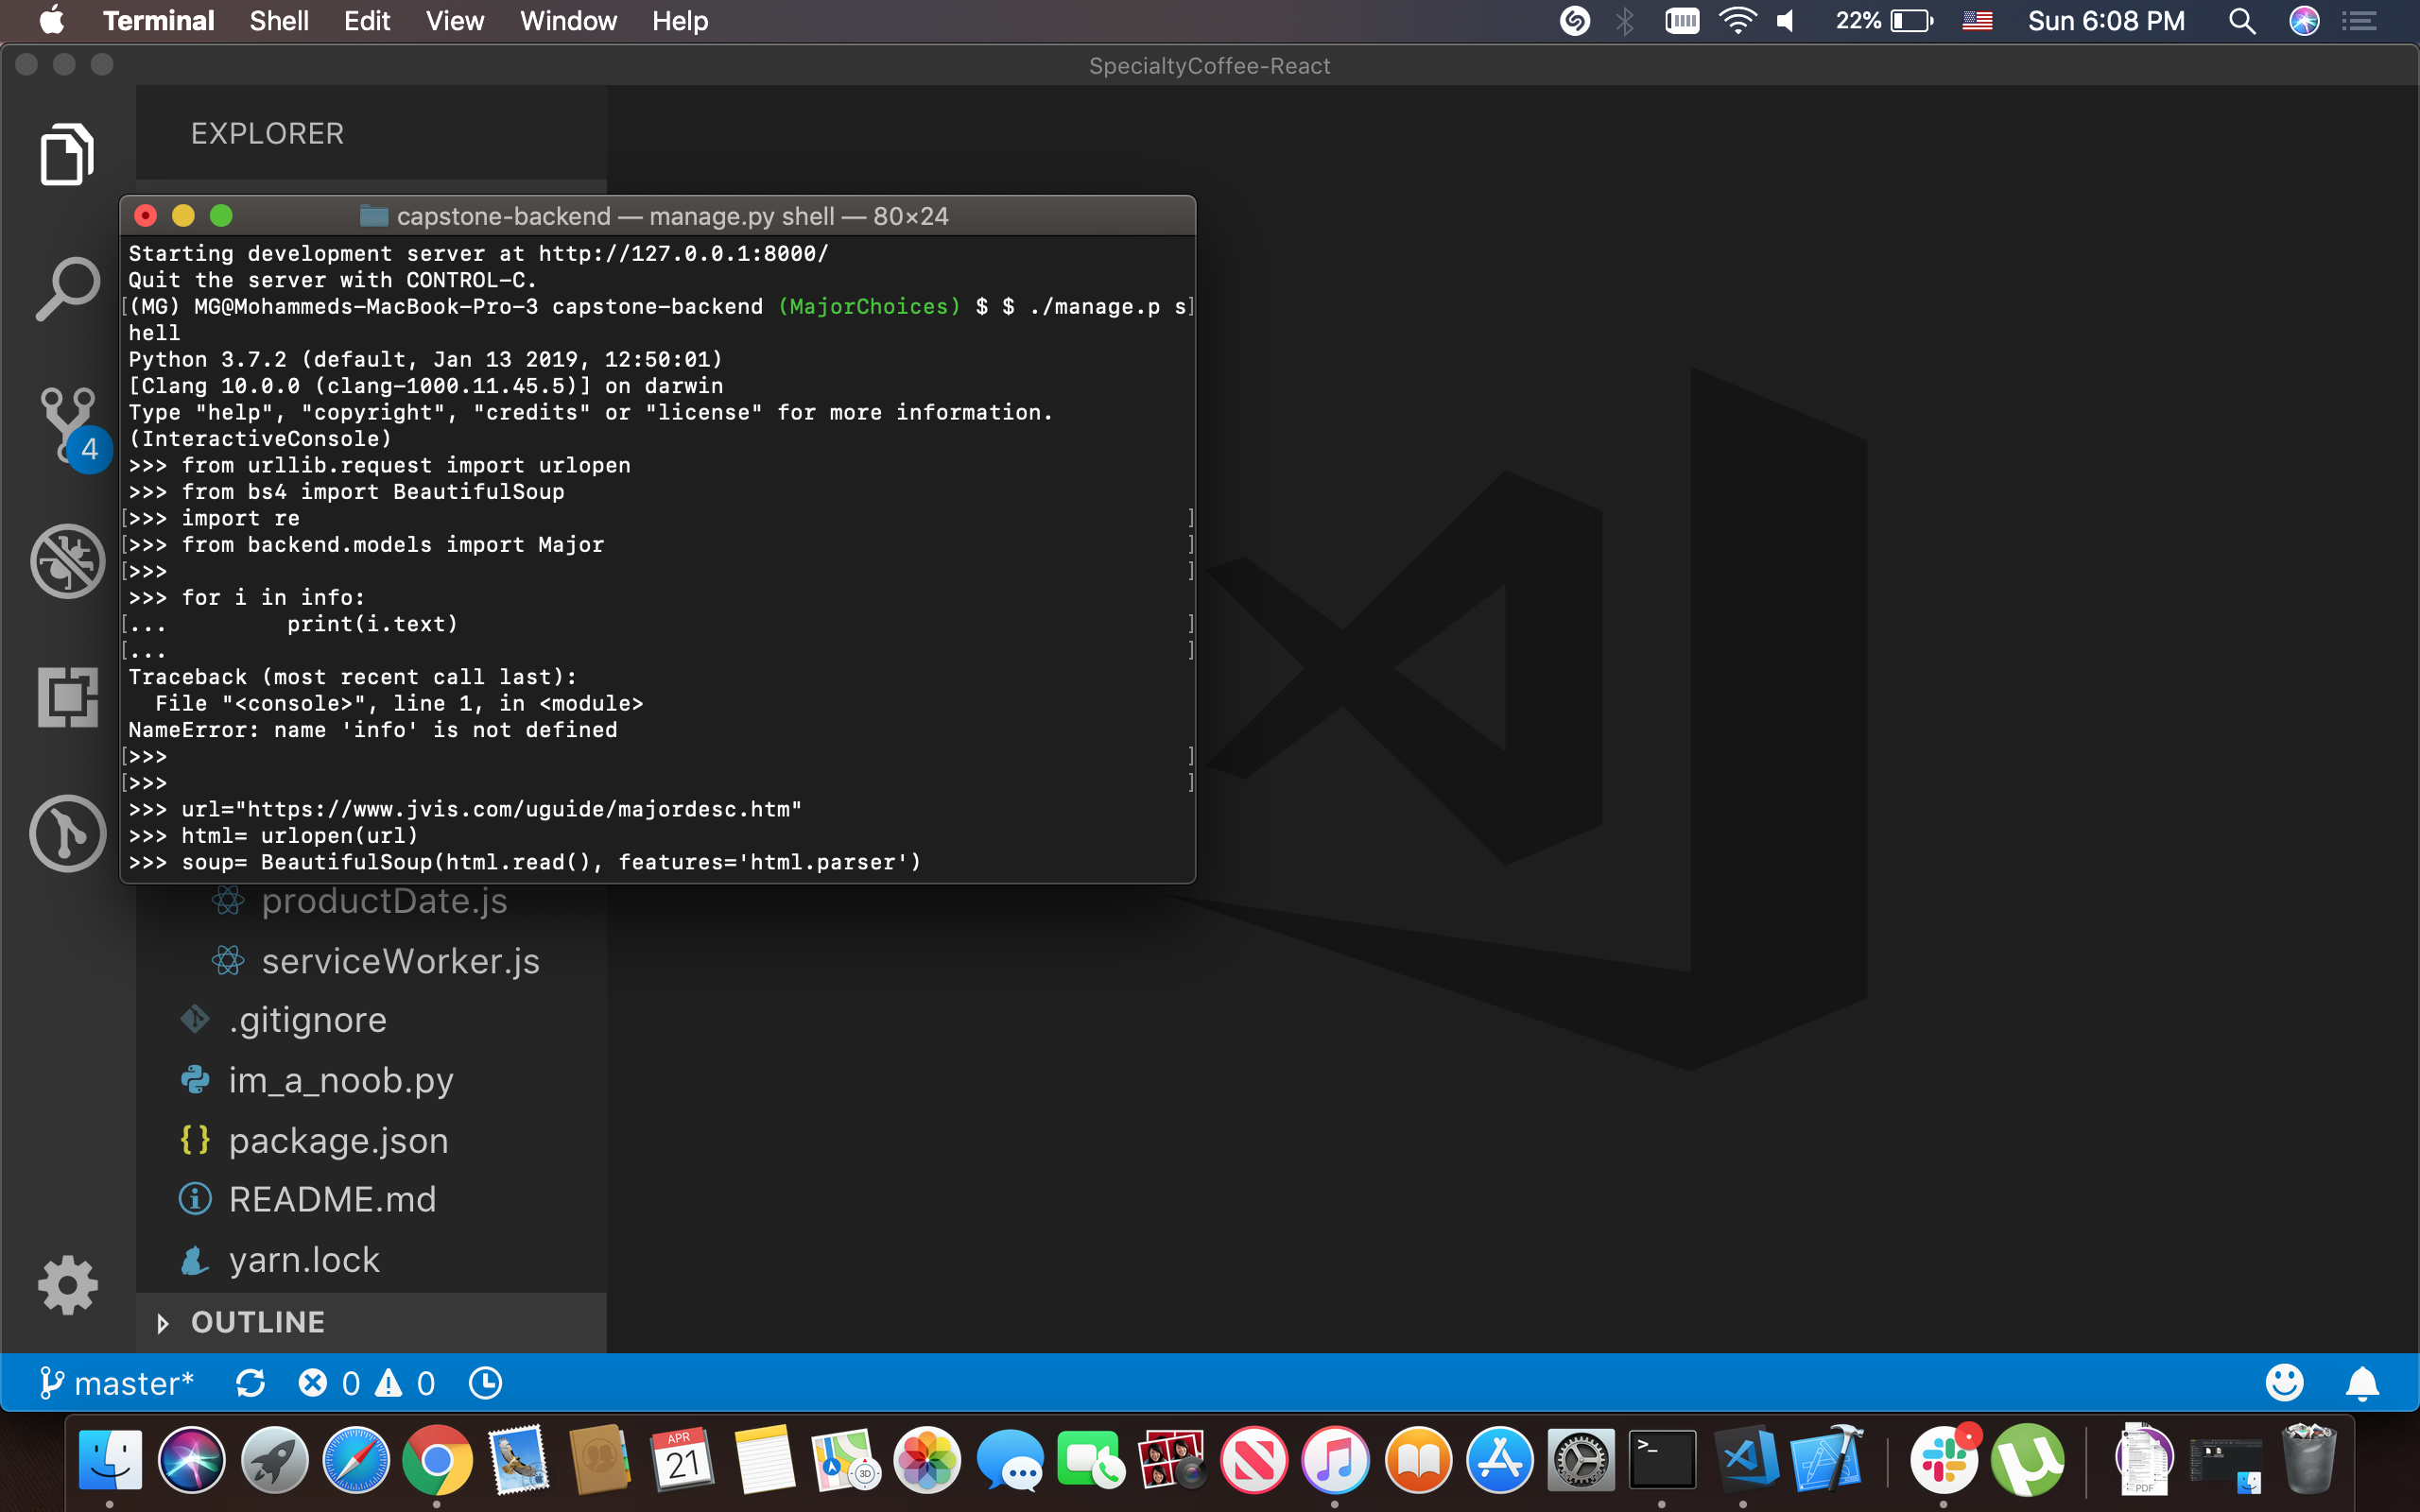 Terminal Shell Edit View Window Help 22% Sun 6:08 PM
SpecialtyCoffee-React
EXPLORER
capstone-backend — manage.py shell — 80×24
Starting development server at http://127.0.0.1:8000/
Quit the server with CONTROL-C.
[(MG) MG@Mohammeds-MacBook-Pro-3 capstone-backend (MajorChoices) $ $ ./manage.p s]
hell
Python 3.7.2 (default, Jan 13 2019, 12:50:01)
[Clang 10.0.0 (clang-1000.11.45.5)] on darwin
Type "help", "copyright", "credits" or "license" for more information.
(InteractiveConsole)
>>> from urllib.request import urlopen
>>> from bs4 import BeautifulSoup
[>>> import re ]
[>>> from backend.models import Major ]
[>>> ]
>>> for i in info:
[... print(i.text) ]
[... ]
Traceback (most recent call last):
File "<console>", line 1, in <module>
NameError: name 'info' is not defined
[>>> ]
[>>> ]
>>> url="https://www.jvis.com/uguide/majordesc.htm"
>>> html= urlopen(url)
>>> soup= BeautifulSoup(html.read(), features='html.parser')
4
productDate.js
serviceWorker.js
.gitignore
im_a_noob.py
package.json
README.md
yarn.lock
OUTLINE
master* 0 0
APR
21
3D
>_
PDF